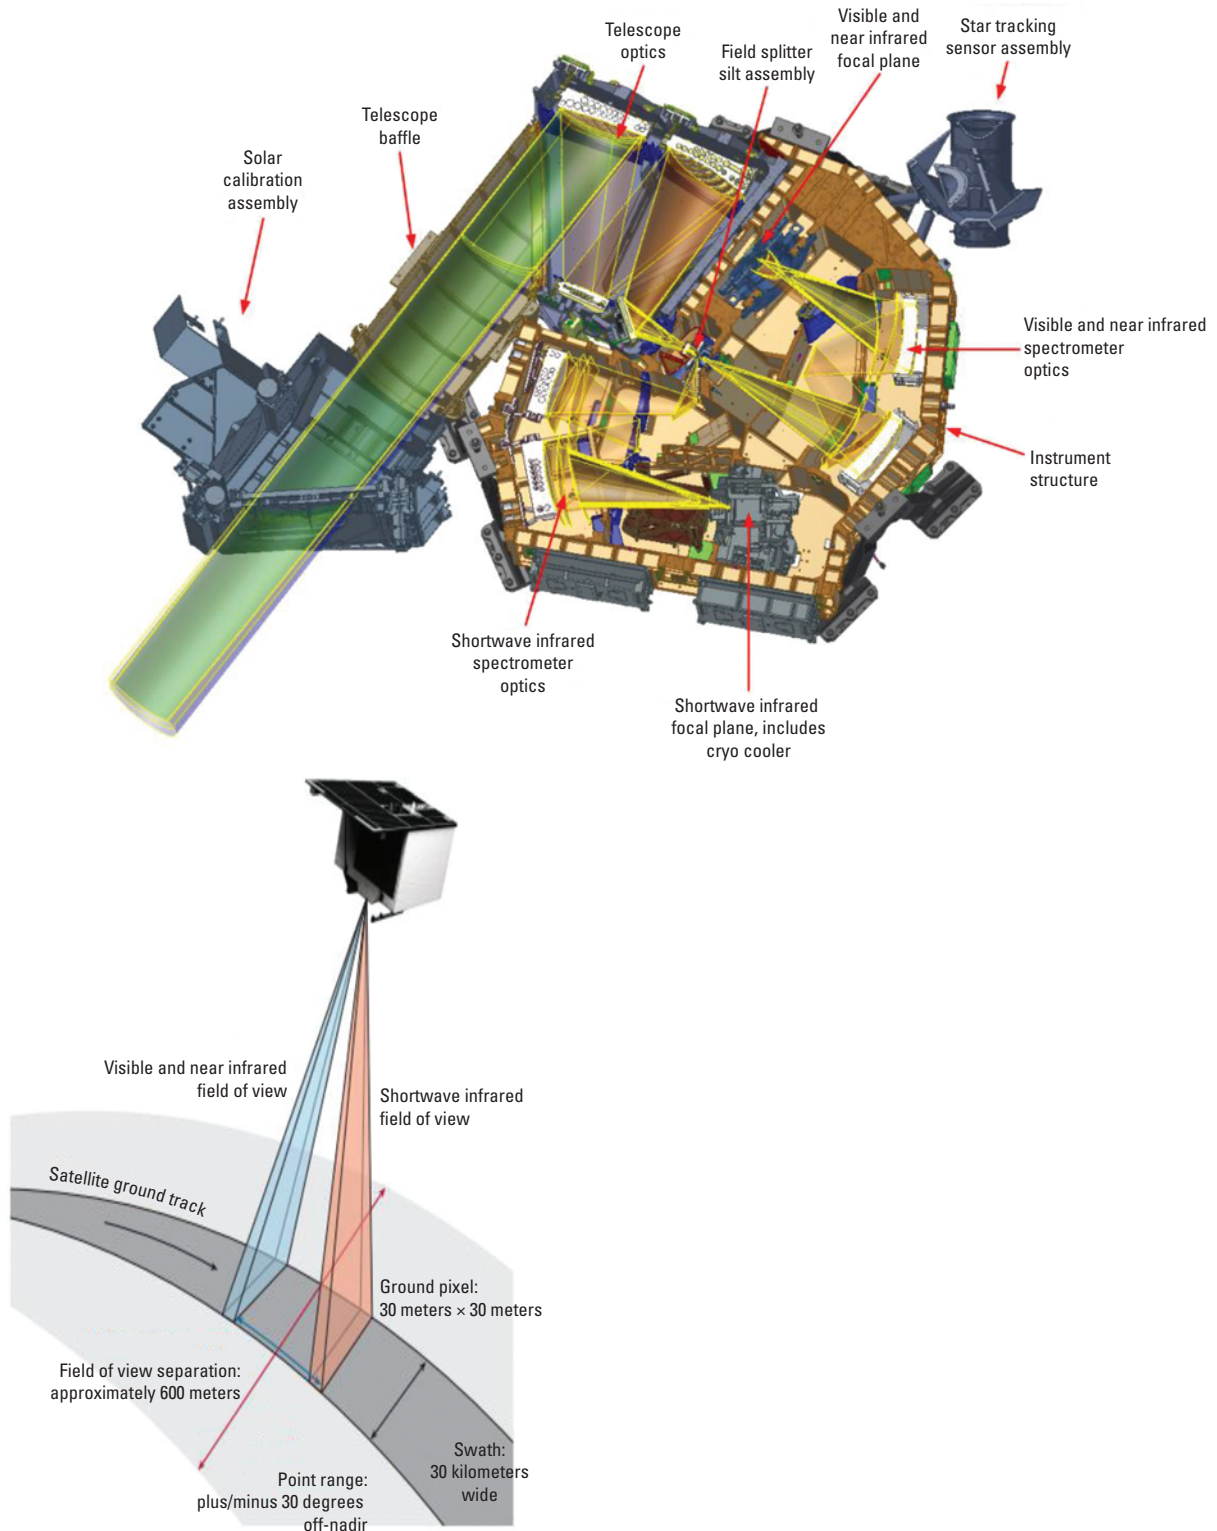 Telescope
optics
Visible and
near infrared
focal plane
Star tracking
sensor assembly
Field splitter
silt assembly
Telescope
baffle
Solar
calibration
assembly
Visible and near infrared
spectrometer
optics
Instrument
structure
Shortwave infrared
spectrometer
optics
Shortwave infrared
focal plane, includes
cryo cooler
Visible and near infrared
field of view
Shortwave infrared
field of view
Satellite ground track
Ground pixel:
30 meters × 30 meters
Field of view separation:
approximately 600 meters
Swath:
30 kilometers
wide
Point range:
plus/minus 30 degrees
off-nadir